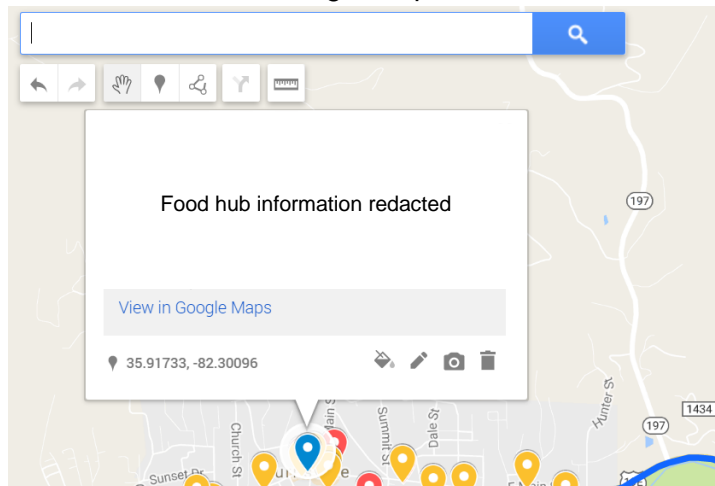 197
Food hub information redacted
View in Google Maps
35.91733, -82.30096
Hunter St
1434
197
Church St
Main S
Summit St
Dale St
Sunset Dr
E Main